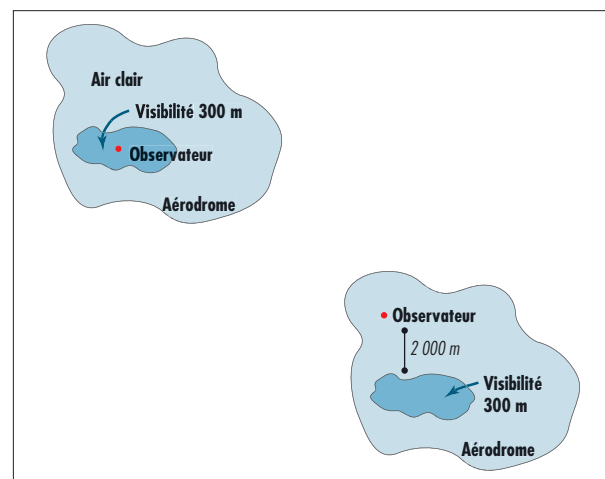 Air clair
Visibilité 300 m
Observateur
Aérodrome
Observateur
2 000 m
Visibilité
300 m
Aérodrome